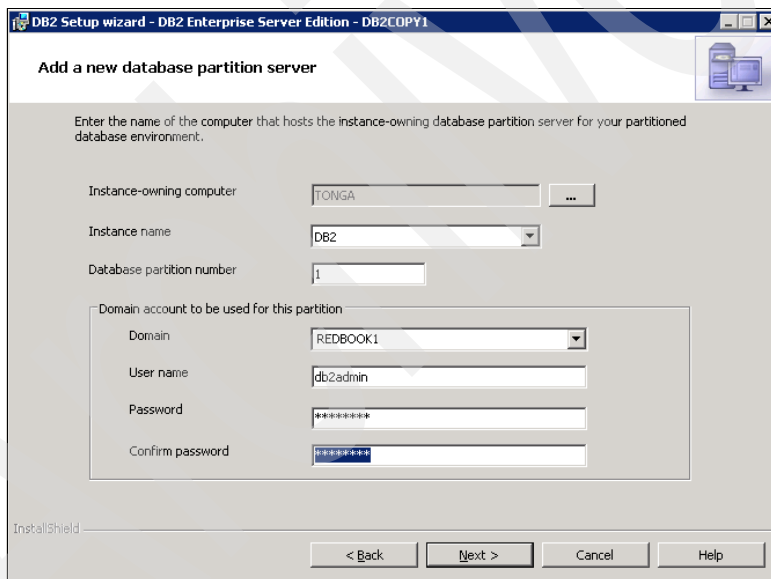 DB2 Setup wizard - DB2 Enterprise Server Edition - DB2COPY1
Add a new database partition server
Enter the name of the computer that hosts the instance-owning database partition server for your partitioned
database environment.
Instance-owning computer
TONGA
...
Instance name
DB2
Database partition number
1
Domain account to be used for this partition
Domain
REDBOOK1
User name
db2admin
Password
********
Confirm password
********
InstallShield
< Back
Next >
Cancel
Help